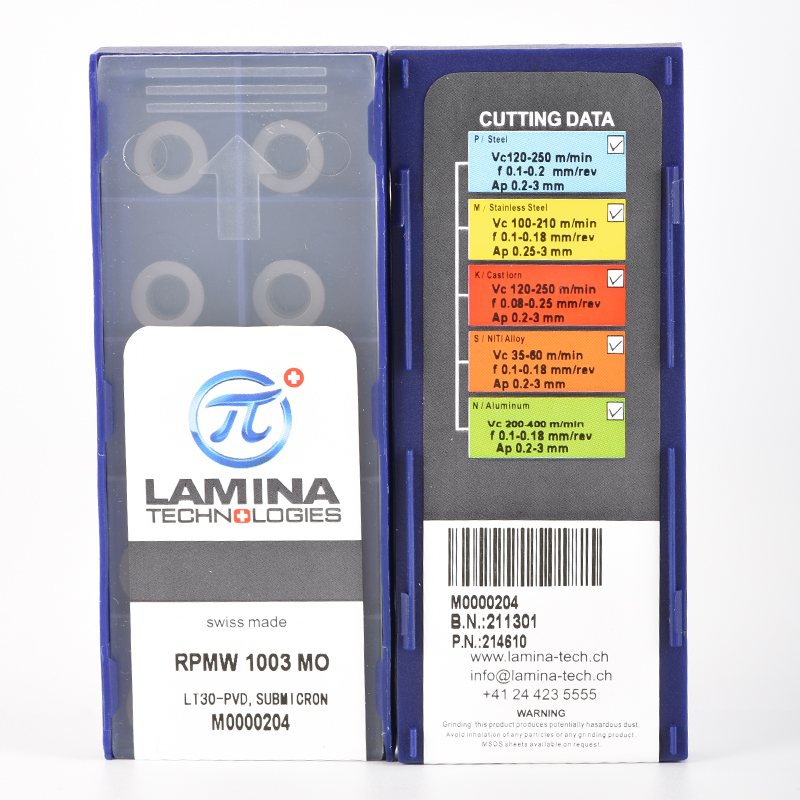 π
LAMINA
TECHNOLOGIES
swiss made
RPMW 1003 MO
LT30-PVD, SUBMICRON
M0000204
CUTTING DATA
P / Steel
Vc120-250 m/min
f 0.1-0.2 mm/rev
Ap 0.2-3 mm
M / Stainless Steel
Vc 100-210 m/min
f 0.1-0.18 mm/rev
Ap 0.25-3 mm
K / Cast Iorn
Vc 120-250 m/min
f 0.08-0.25 mm/rev
Ap 0.2-3 mm
S / NITI Alloy
Vc 35-60 m/min
f 0.1-0.18 mm/rev
Ap 0.2-3 mm
N / Aluminum
Vc 200-400 m/min
f 0.1-0.18 mm/rev
Ap 0.2-3 mm
M0000204
B.N.:211301
P.N.:214610
www.lamina-tech.ch
info@lamina-tech.ch
+41 24 423 5555
WARNING
Grinding this product produces potentially hazardous dust.
Avoid inhalation of any particles or any grinding product.
MSDS sheets available on request.